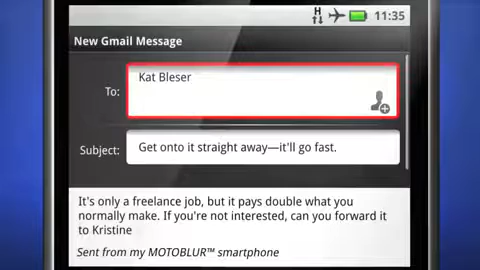 H 11:35
New Gmail Message
To: Kat Bleser
Subject: Get onto it straight away—it'll go fast.
It's only a freelance job, but it pays double what you
normally make. If you're not interested, can you forward it
to Kristine
Sent from my MOTOBLUR™ smartphone